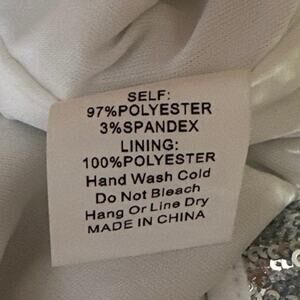 SELF:
97%POLYESTER
3%SPANDEX
LINING:
100%POLYESTER
Hand Wash Cold
Do Not Bleach
Hang Or Line Dry
MADE IN CHINA